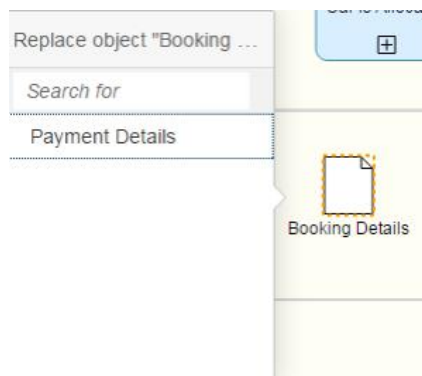 Replace object "Booking ...
Search for
Payment Details
Booking Details